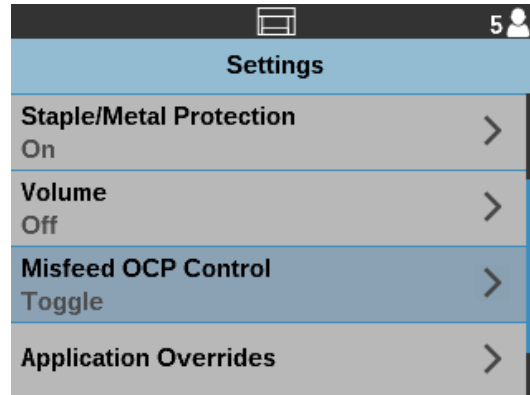 5
Settings
Staple/Metal Protection
On
Volume
Off
Misfeed OCP Control
Toggle
Application Overrides